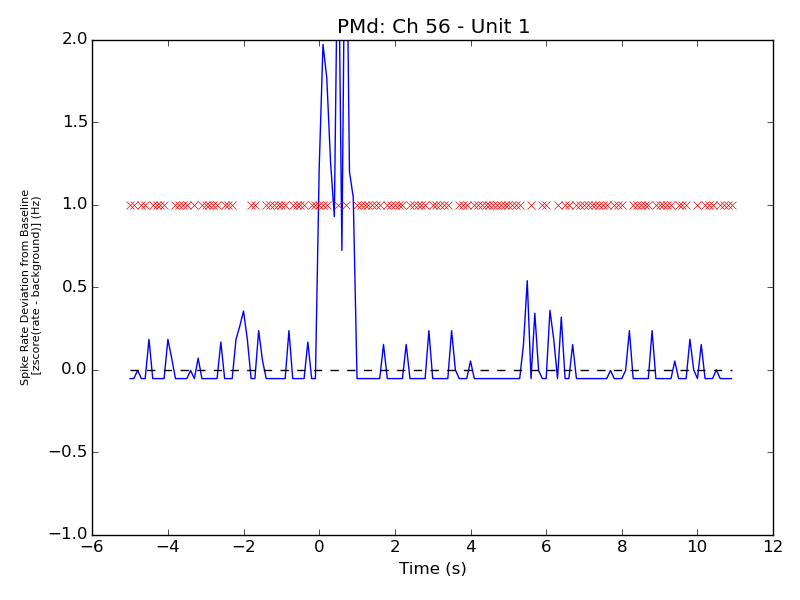 PMd: Ch 56 - Unit 1
2.0
1.5
1.0
0.5
0.0
−0.5
−1.0
Spike Rate Deviation from Baseline
[zscore(rate - background)] (Hz)
−6 −4 −2 0 2 4 6 8 10 12
Time (s)